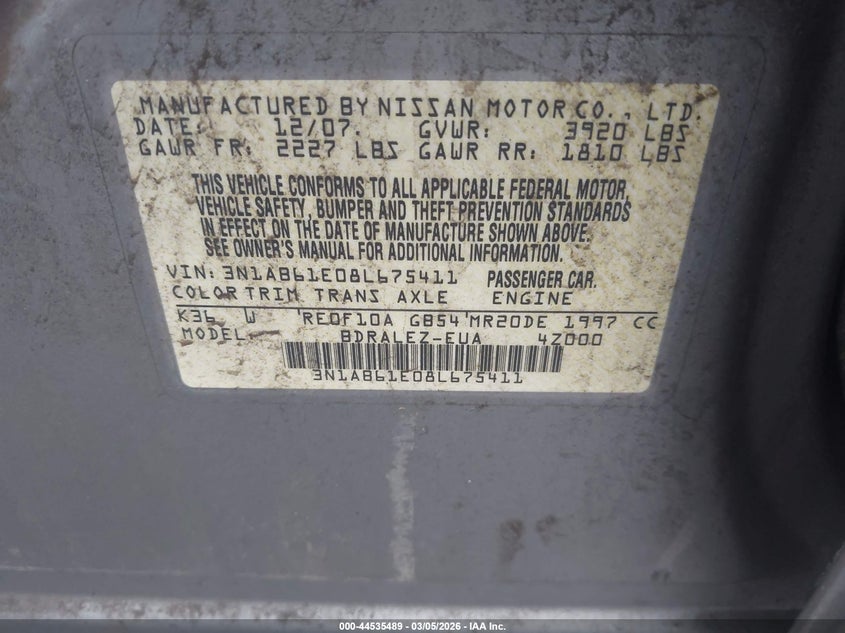 MANUFACTURED BY NISSAN MOTOR CO., LTD.
DATE: 12/07. GVWR: 3920 LBS
GAWR FR: 2227 LBS GAWR RR: 1810 LBS
THIS VEHICLE CONFORMS TO ALL APPLICABLE FEDERAL MOTOR
VEHICLE SAFETY, BUMPER AND THEFT PREVENTION STANDARDS
IN EFFECT ON THE DATE OF MANUFACTURE SHOWN ABOVE.
SEE OWNER'S MANUAL FOR ADDITIONAL INFORMATION.
VIN: 3N1AB61E08L675411 PASSENGER CAR.
COLOR TRIM TRANS AXLE ENGINE
K36 W RE0F10A GB54 MR20DE 1997 CC
MODEL: BDRALEZ-EUA 4Z000
3N1AB61E08L675411
000-44535489 - 03/05/2026 - IAA Inc.